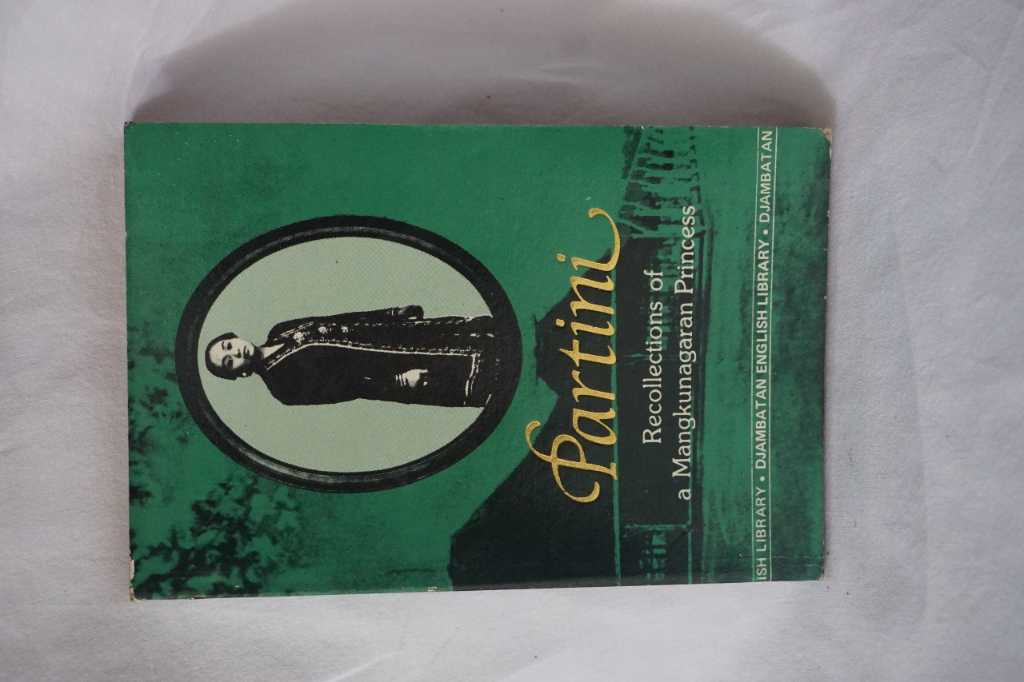 Partini
Recollections of
a Mangkunagaran Princess
ISH LIBRARY • DJAMBATAN ENGLISH LIBRARY • DJAMBATAN